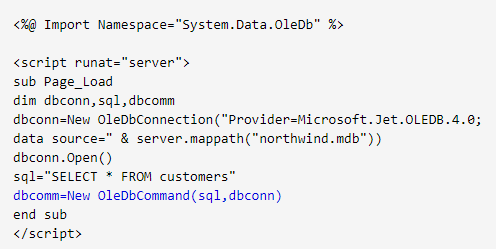 <%@ Import Namespace="System.Data.OleDb" %>
<script runat="server">
sub Page_Load
dim dbconn,sql,dbcomm
dbconn=New OleDbConnection("Provider=Microsoft.Jet.OLEDB.4.0;
data source=" & server.mappath("northwind.mdb"))
dbconn.Open()
sql="SELECT * FROM customers"
dbcomm=New OleDbCommand(sql,dbconn)
end sub
</script>